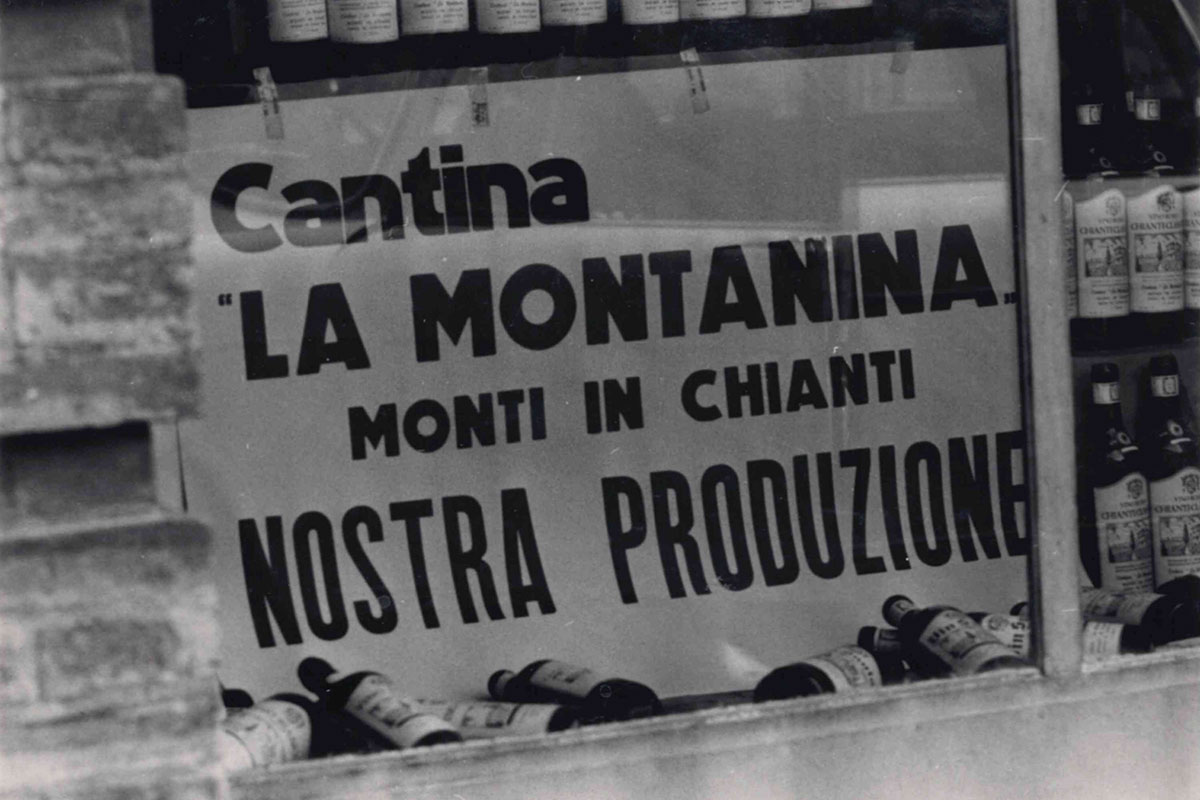 Cantina
"LA MONTANINA"
MONTI IN CHIANTI
NOSTRA PRODUZIONE